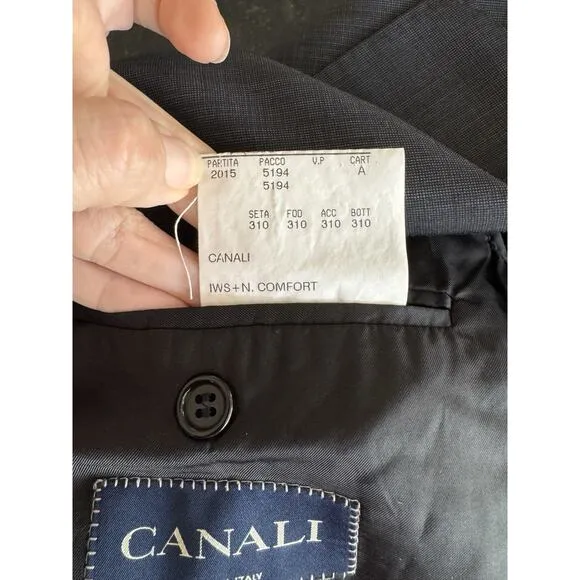 PARTITA PACCO V.P CART
2015 5194 A
5194
SETA FOD ACC BOTT
310 310 310 310
CANALI
IWS+N. COMFORT
CANALI
ITALY